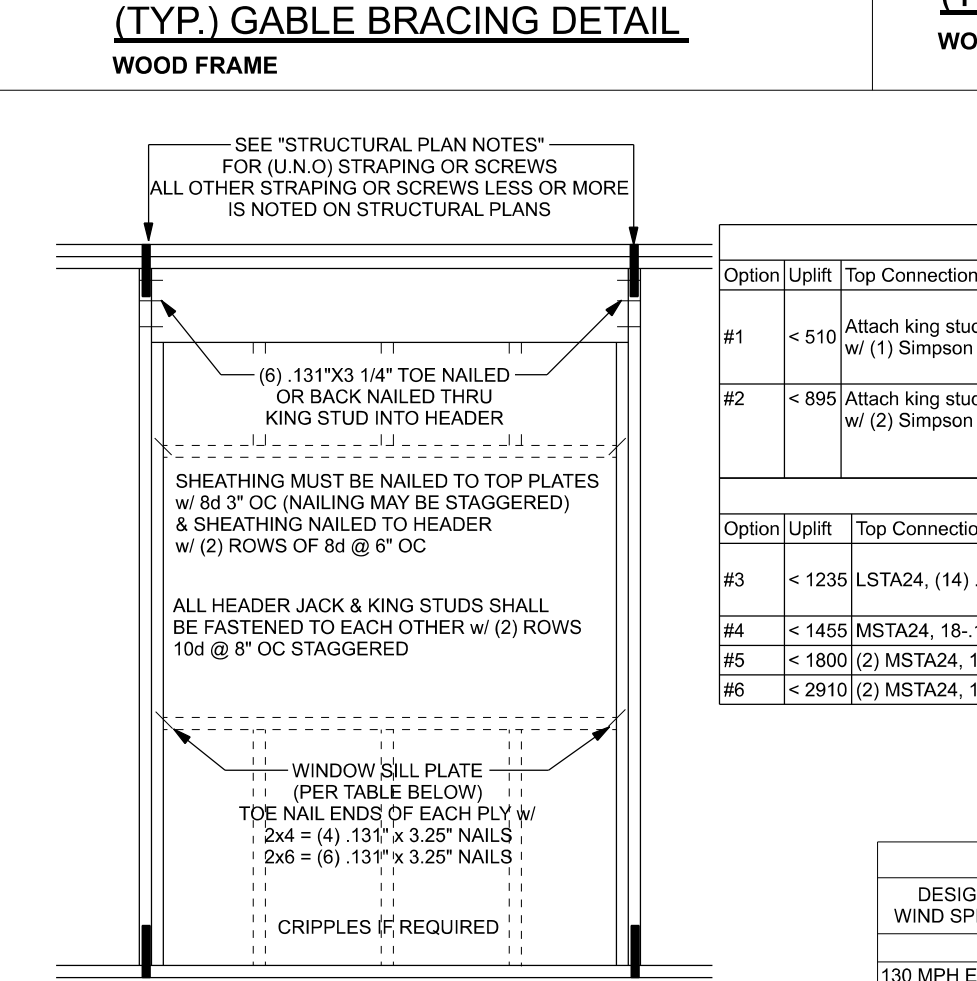 (TYP.) GABLE BRACING DETAIL
WOOD FRAME
WO
SEE "STRUCTURAL PLAN NOTES"
FOR (U.N.O) STRAPING OR SCREWS
ALL OTHER STRAPING OR SCREWS LESS OR MORE
IS NOTED ON STRUCTURAL PLANS
(6) .131"X3 1/4" TOE NAILED
OR BACK NAILED THRU
KING STUD INTO HEADER
SHEATHING MUST BE NAILED TO TOP PLATES
w/ 8d 3" OC (NAILING MAY BE STAGGERED)
& SHEATHING NAILED TO HEADER
w/ (2) ROWS OF 8d @ 6" OC
ALL HEADER JACK & KING STUDS SHALL
BE FASTENED TO EACH OTHER w/ (2) ROWS
10d @ 8" OC STAGGERED
WINDOW SILL PLATE
(PER TABLE BELOW)
TOE NAIL ENDS OF EACH PLY w/
2x4 = (4) .131" x 3.25" NAILS
2x6 = (6) .131" x 3.25" NAILS
CRIPPLES IF REQUIRED
Option Uplift Top Connection
#1 < 510 Attach king stud
w/ (1) Simpson
#2 < 895 Attach king stud
w/ (2) Simpson
Option Uplift Top Connectio
#3 < 1235 LSTA24, (14) .
#4 < 1455 MSTA24, 18-.1
#5 < 1800 (2) MSTA24, 1
#6 < 2910 (2) MSTA24, 1
DESIG
WIND SP
130 MPH E